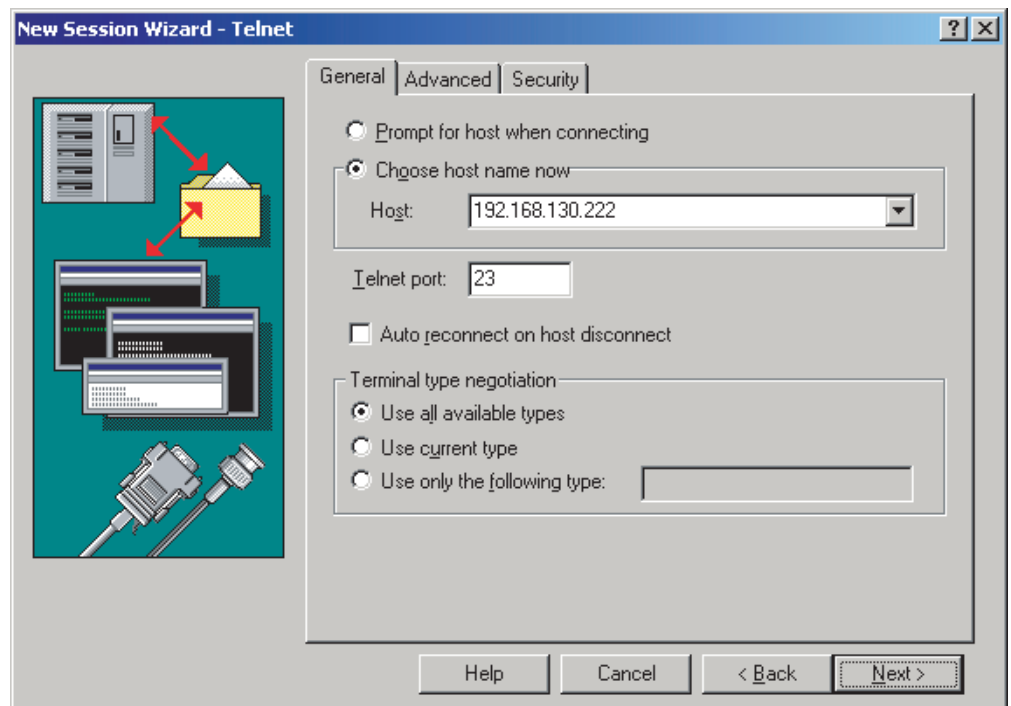 New Session Wizard - Telnet
General Advanced Security
Prompt for host when connecting
Choose host name now
Host: 192.168.130.222
Telnet port: 23
Auto reconnect on host disconnect
Terminal type negotiation
Use all available types
Use current type
Use only the following type:
Help Cancel < Back Next >